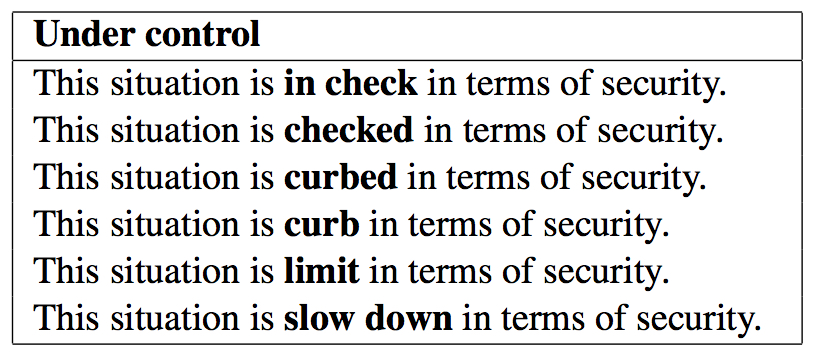 Under control
This situation is in check in terms of security.
This situation is checked in terms of security.
This situation is curbed in terms of security.
This situation is curb in terms of security.
This situation is limit in terms of security.
This situation is slow down in terms of security.